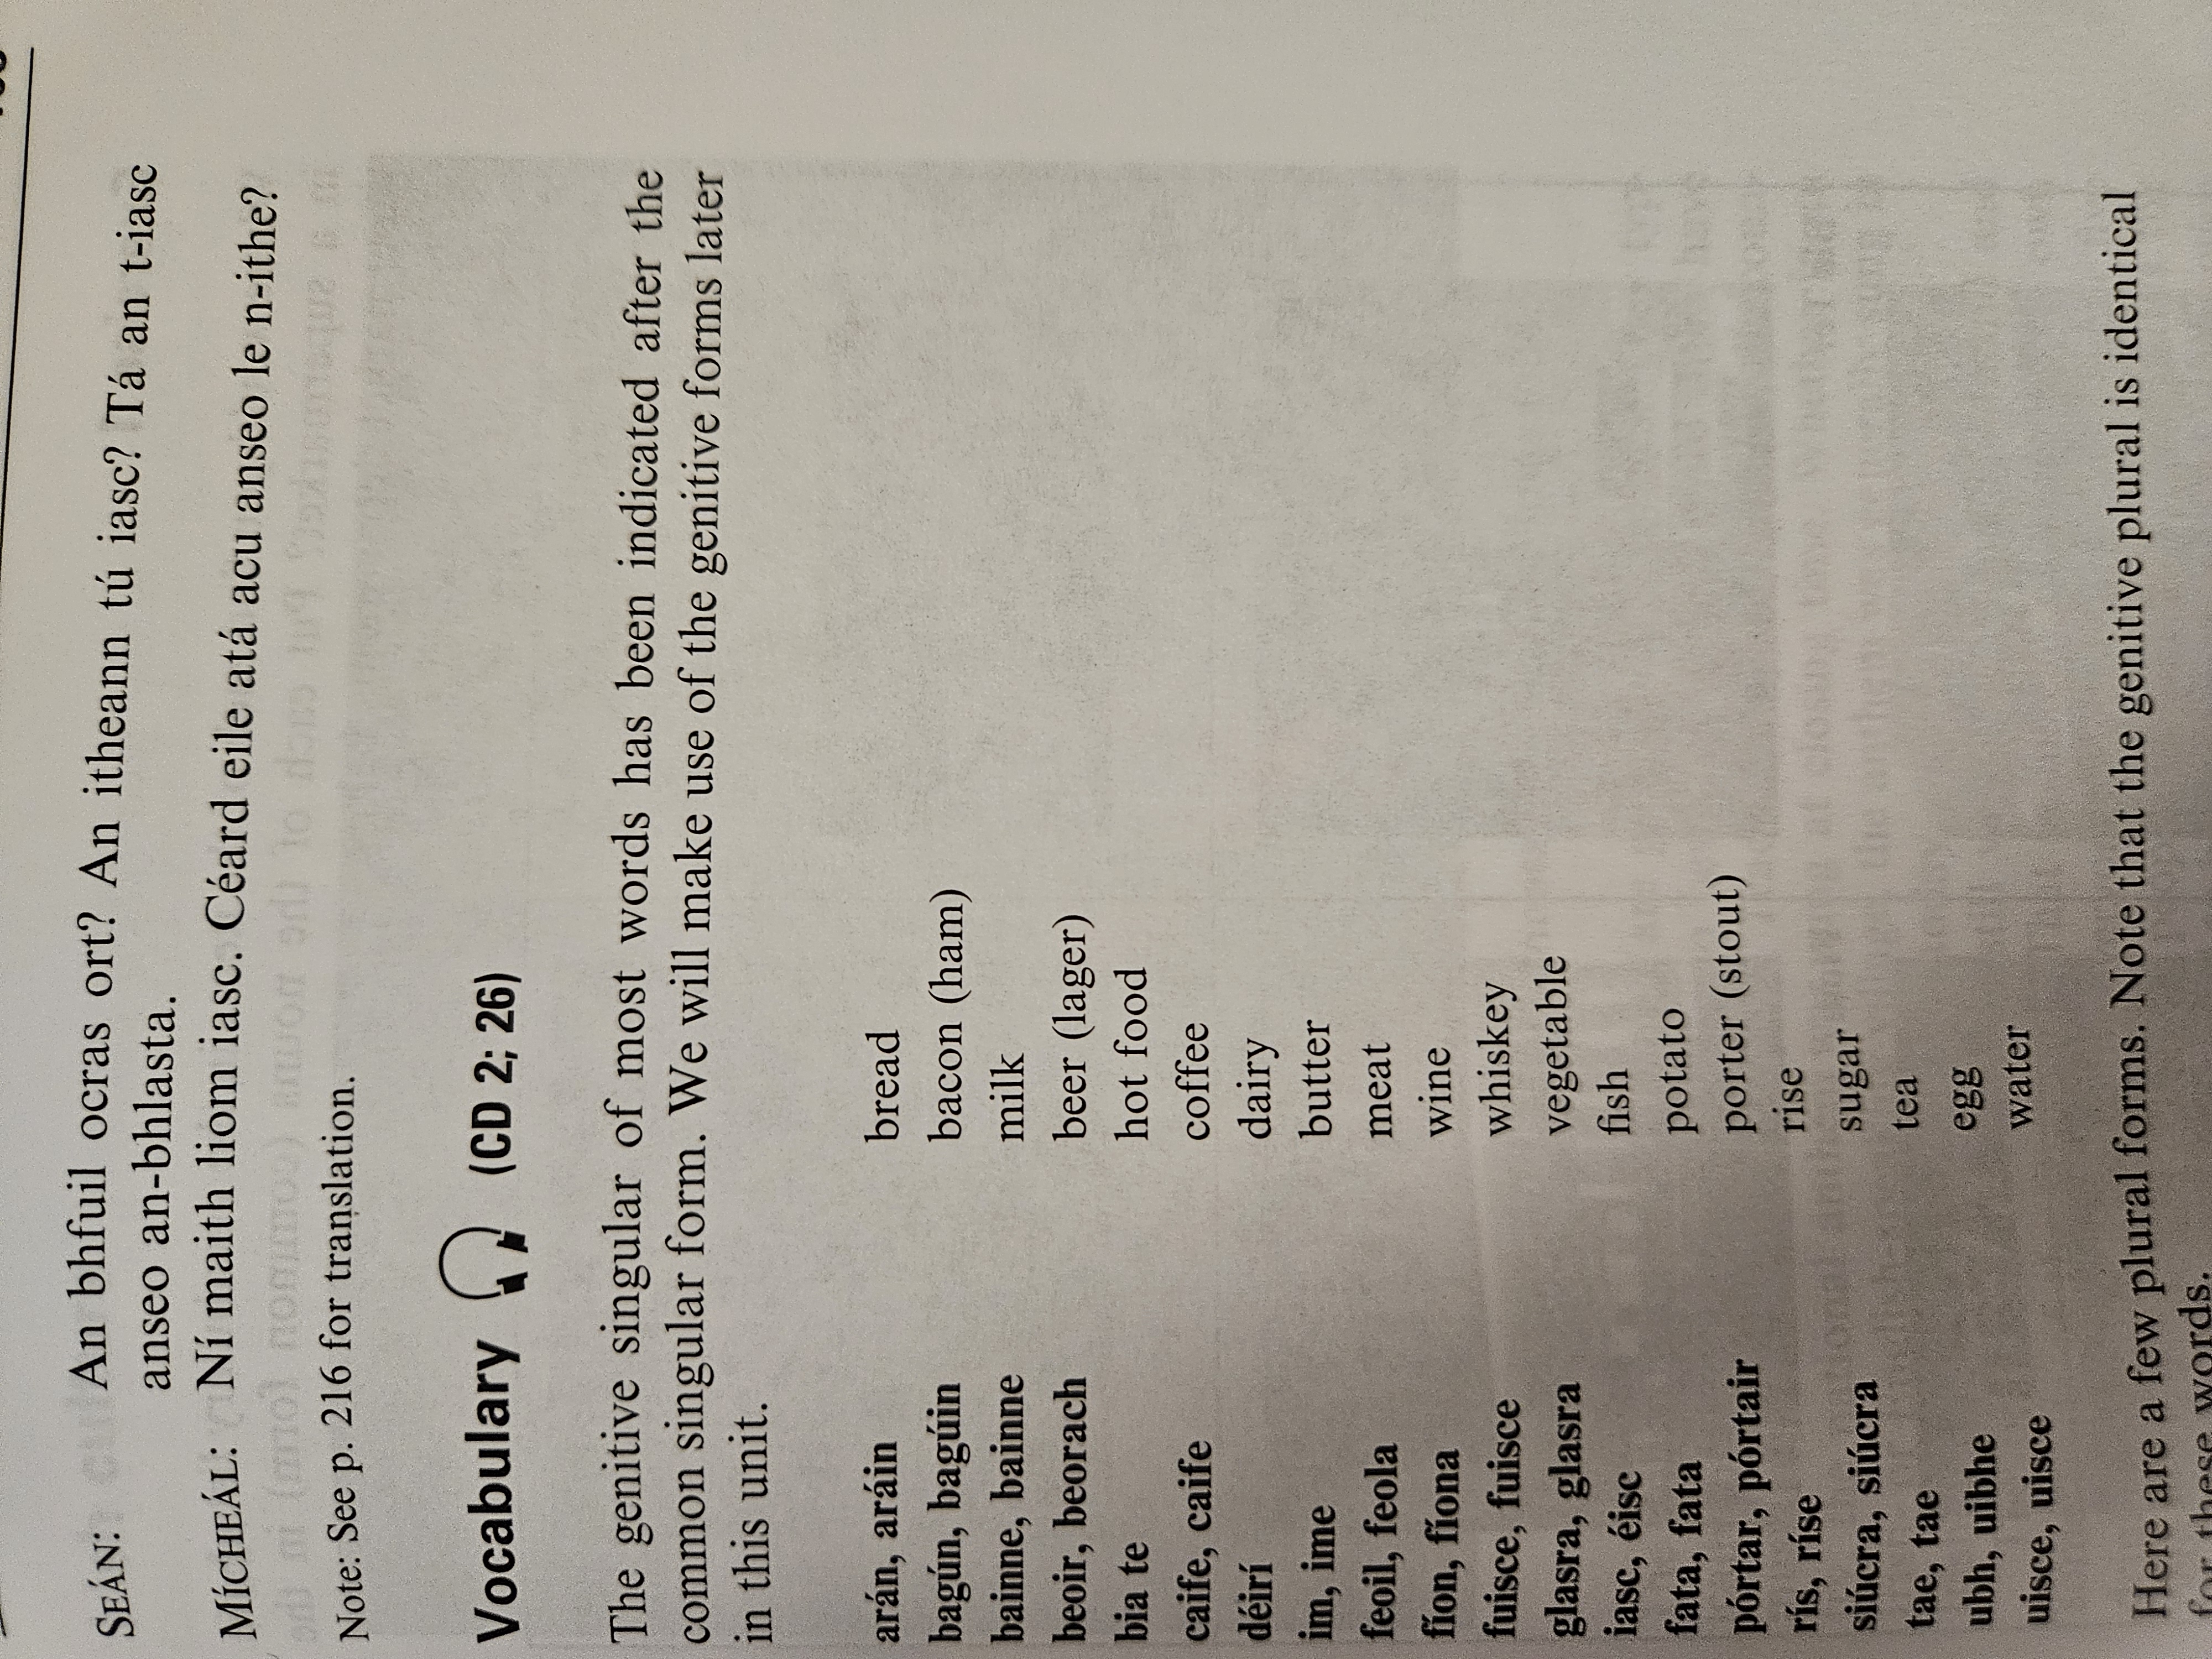 SEÁN: An bhfuil ocras ort? An itheann tú iasc? Tá an t-iasc
anseo an-bhlasta.
MÍCHEÁL: Ní maith liom iasc. Céard eile atá acu anseo le n-ithe?
Note: See p. 216 for translation.
Vocabulary (CD 2; 26)
The genitive singular of most words has been indicated after the
common singular form. We will make use of the genitive forms later
in this unit.
arán, aráin bread
bagún, bagúin bacon (ham)
bainne, bainne milk
beoir, beorach beer (lager)
bia te hot food
caife, caife coffee
déirí dairy
im, ime butter
feoil, feola meat
fíon, fíona wine
fuisce, fuisce whiskey
glasra, glasra vegetable
iasc, éisc fish
fata, fata potato
pórtar, pórtair porter (stout)
rís, ríse rise
siúcra, siúcra sugar
tae, tae tea
ubh, uibhe egg
uisce, uisce water
Here are a few plural forms. Note that the genitive plural is identical
for these words.